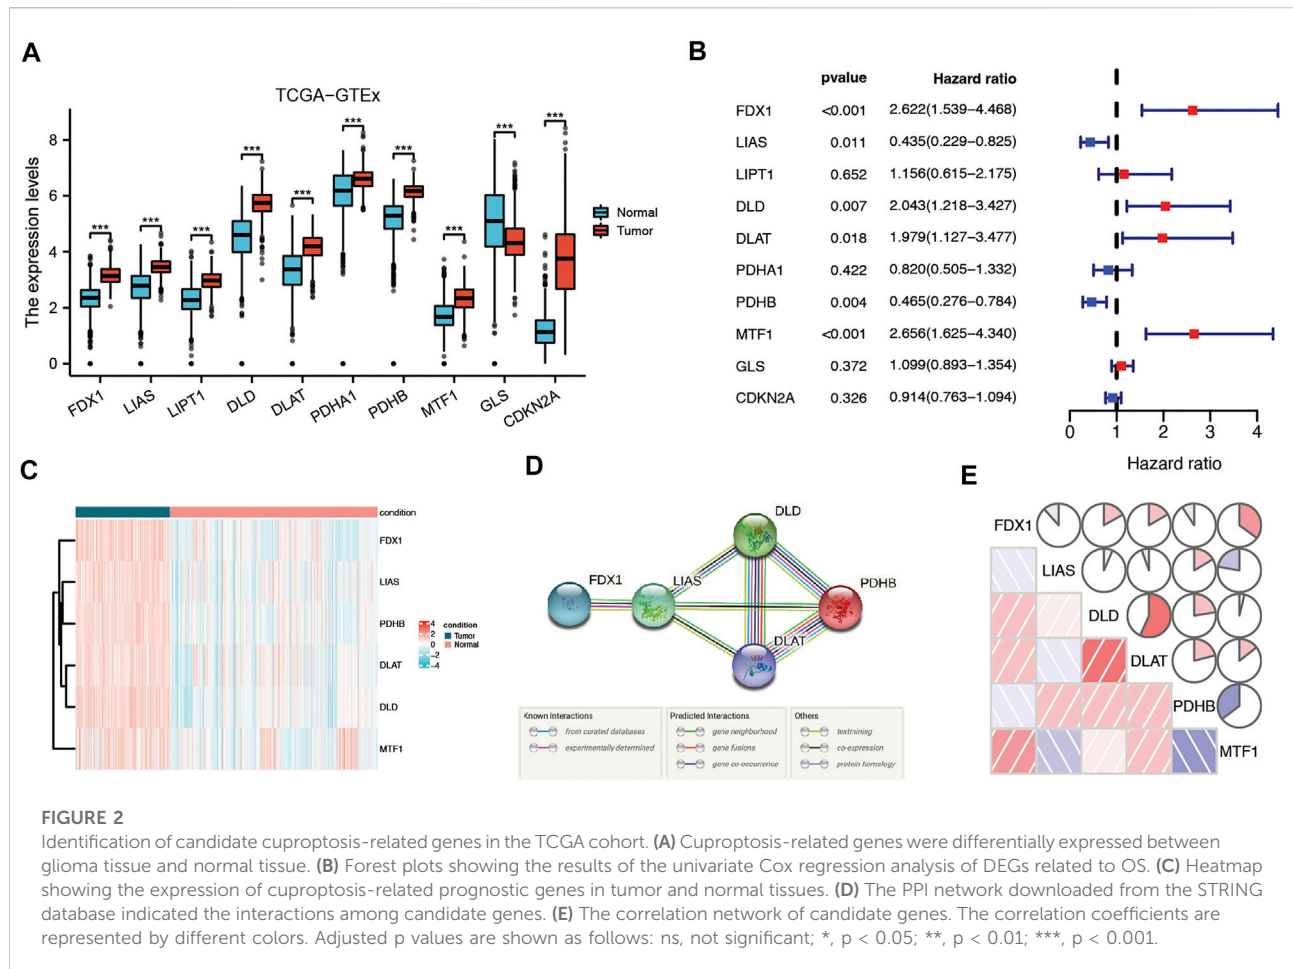 A
TCGA-GTEx
The expression levels
8
6
4
2
0
*** *** *** *** *** *** *** *** *** ***
FDX1 LIAS LIPT1 DLD DLAT PDHA1 PDHB MTF1 GLS CDKN2A
Normal
Tumor
B
pvalue Hazard ratio
FDX1 <0.001 2.622(1.539-4.468)
LIAS 0.011 0.435(0.229-0.825)
LIPT1 0.652 1.156(0.615-2.175)
DLD 0.007 2.043(1.218-3.427)
DLAT 0.018 1.979(1.127-3.477)
PDHA1 0.422 0.820(0.505-1.332)
PDHB 0.004 0.465(0.276-0.784)
MTF1 <0.001 2.656(1.625-4.340)
GLS 0.372 1.099(0.893-1.354)
CDKN2A 0.326 0.914(0.763-1.094)
0 1 2 3 4
Hazard ratio
C
condition
FDX1
LIAS
PDHB
DLAT
DLD
MTF1
4
2
0
-2
-4
condition
Tumor
Normal
D
DLD
FDX1
LIAS
PDHB
DLAT
Known Interactions
from curated databases
experimentally determined
Predicted Interactions
gene neighborhood
gene fusions
gene co-occurrence
Others
textmining
co-expression
protein homology
E
FDX1
LIAS
DLD
DLAT
PDHB
MTF1
FIGURE 2
Identification of candidate cuproptosis-related genes in the TCGA cohort. (A) Cuproptosis-related genes were differentially expressed between
glioma tissue and normal tissue. (B) Forest plots showing the results of the univariate Cox regression analysis of DEGs related to OS. (C) Heatmap
showing the expression of cuproptosis-related prognostic genes in tumor and normal tissues. (D) The PPI network downloaded from the STRING
database indicated the interactions among candidate genes. (E) The correlation network of candidate genes. The correlation coefficients are
represented by different colors. Adjusted p values are shown as follows: ns, not significant; *, p < 0.05; **, p < 0.01; ***, p < 0.001.